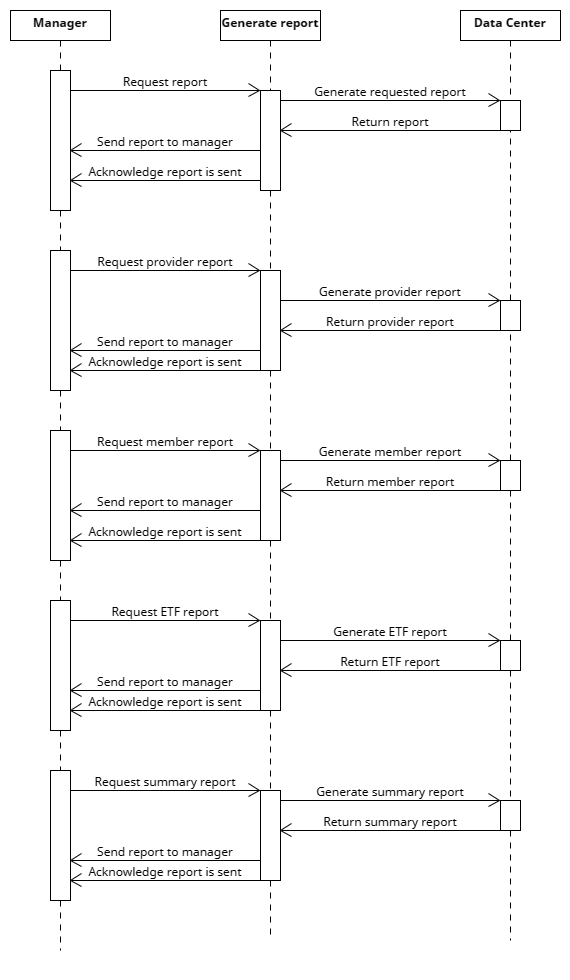 Manager
Generate report
Data Center
Request report
Generate requested report
Return report
Send report to manager
Acknowledge report is sent
Request provider report
Generate provider report
Return provider report
Send report to manager
Acknowledge report is sent
Request member report
Generate member report
Return member report
Send report to manager
Acknowledge report is sent
Request ETF report
Generate ETF report
Return ETF report
Send report to manager
Acknowledge report is sent
Request summary report
Generate summary report
Return summary report
Send report to manager
Acknowledge report is sent